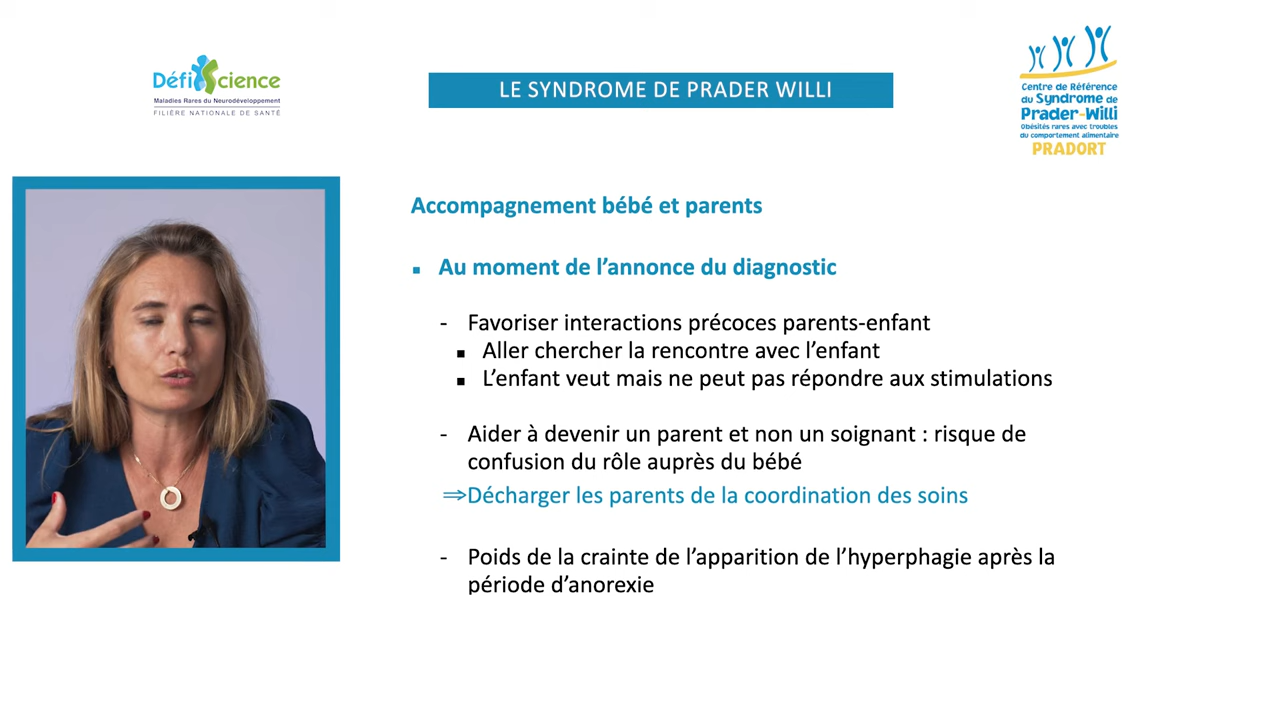 DéfiScience
Maladies Rares du Neurodéveloppement
FILIÈRE NATIONALE DE SANTÉ
LE SYNDROME DE PRADER WILLI
Centre de Référence
du Syndrome de
Prader-Willi
Obésités rares avec troubles
du comportement alimentaire
PRADORT
Accompagnement bébé et parents
▪ Au moment de l’annonce du diagnostic
- Favoriser interactions précoces parents-enfant
▪ Aller chercher la rencontre avec l’enfant
▪ L’enfant veut mais ne peut pas répondre aux stimulations
- Aider à devenir un parent et non un soignant : risque de
confusion du rôle auprès du bébé
⇒Décharger les parents de la coordination des soins
- Poids de la crainte de l’apparition de l’hyperphagie après la
période d’anorexie